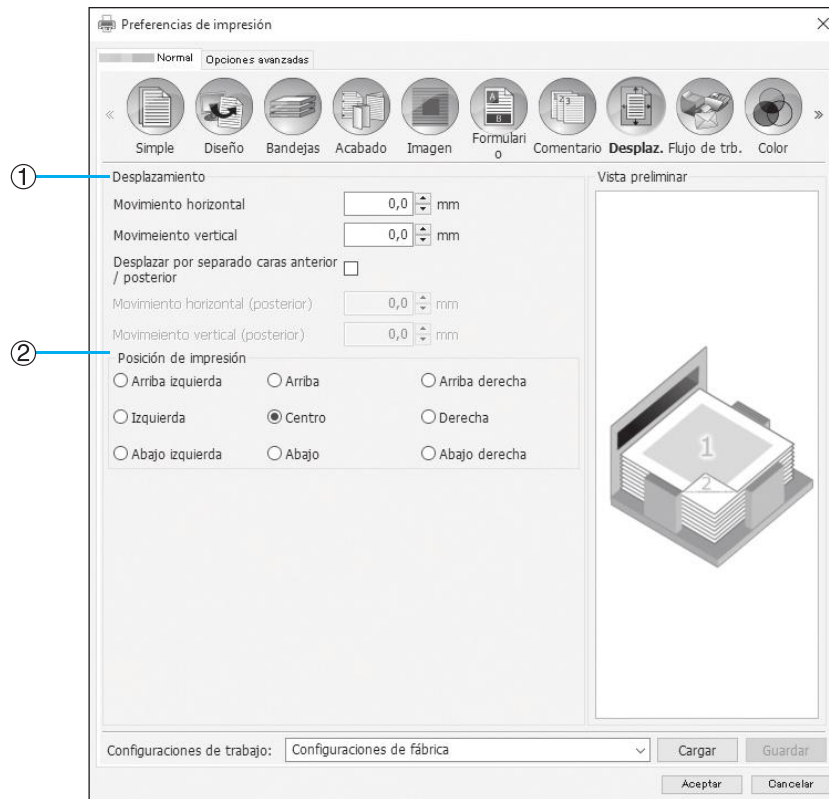 Preferencias de impresión
Normal Opciones avanzadas
« Simple Diseño Bandejas Acabado Imagen Formulari
o Comentario Desplaz. Flujo de trb. Color »
① Desplazamiento Vista preliminar
Movimiento horizontal 0,0 mm
Movimeiento vertical 0,0 mm
Desplazar por separado caras anterior
/ posterior
Movimiento horizontal (posterior) 0,0 mm
Movimeiento vertical (posterior) 0,0 mm
② Posición de impresión
Arriba izquierda Arriba Arriba derecha
Izquierda Centro Derecha
Abajo izquierda Abajo Abajo derecha
1
2
Configuraciones de trabajo: Configuraciones de fábrica Cargar Guardar
Aceptar Cancelar